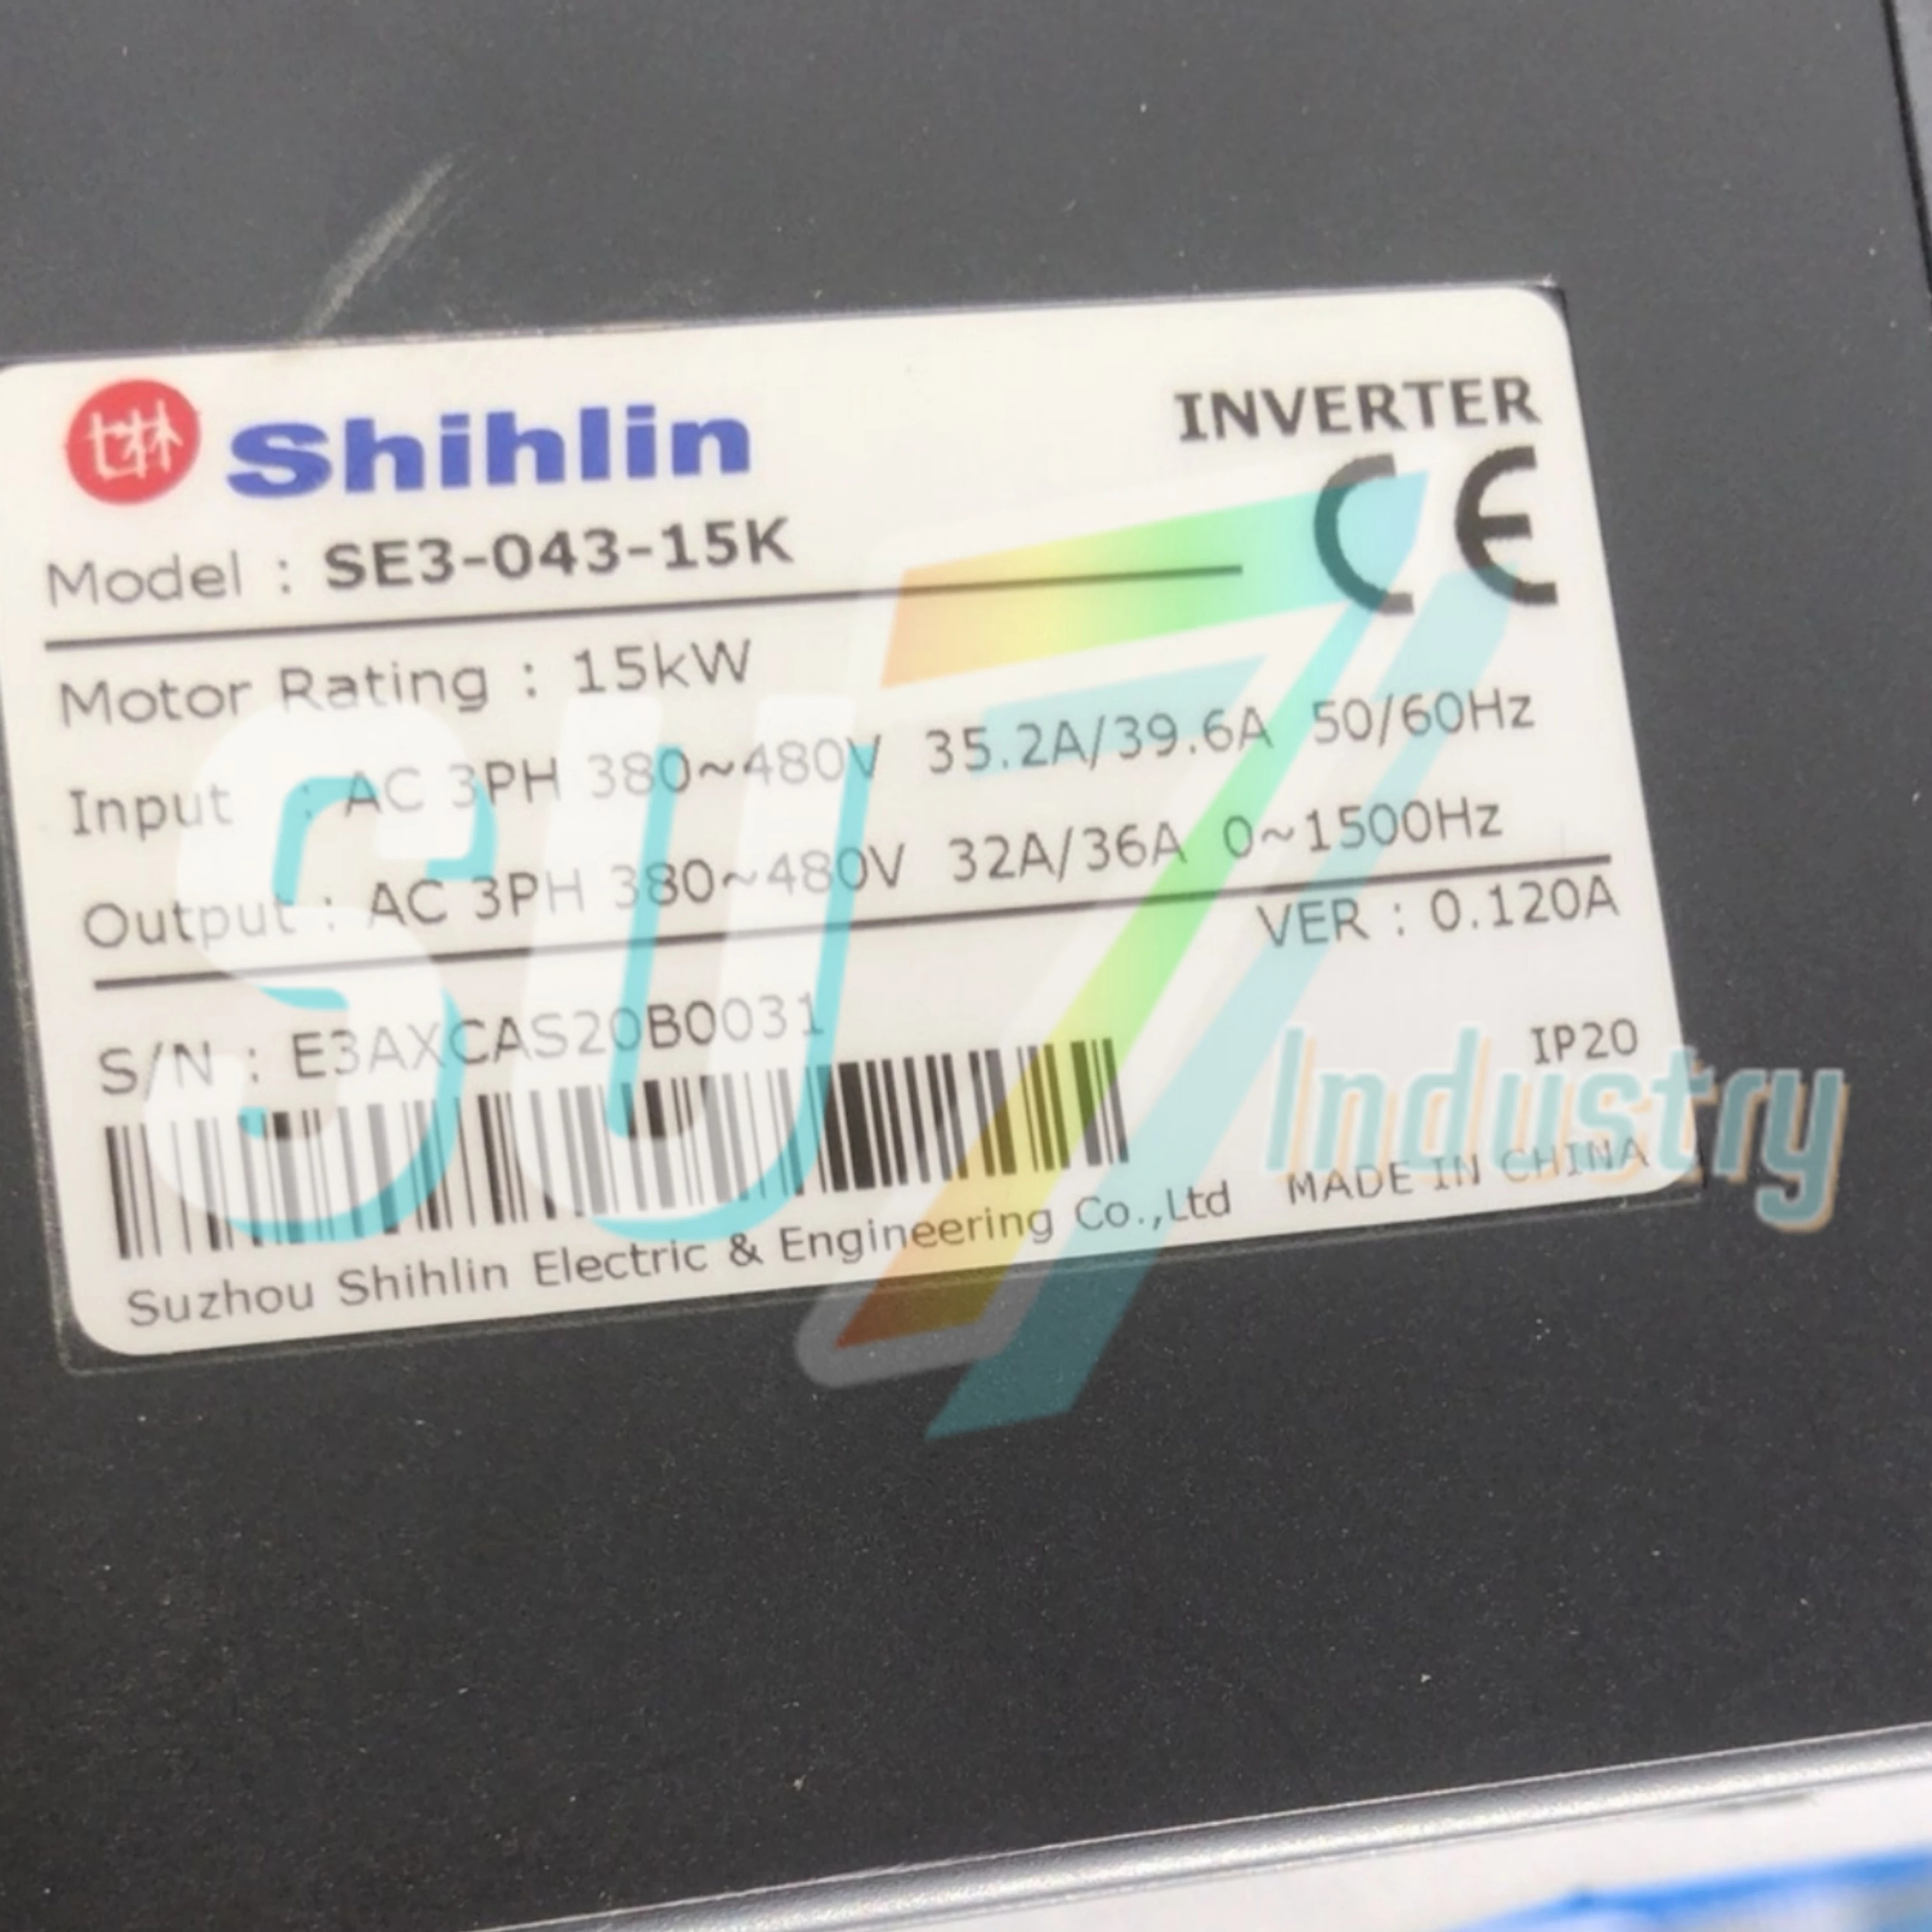 Shihlin
INVERTER
CE
Model : SE3-043-15K
Motor Rating : 15kW
Input : AC 3PH 380~480V 35.2A/39.6A 50/60Hz
Output : AC 3PH 380~480V 32A/36A 0~1500Hz
VER : 0.120A
S/N : E3AXCAS20B0031
IP20
Suzhou Shihlin Electric & Engineering Co.,Ltd MADE IN CHINA
SU7
Industry